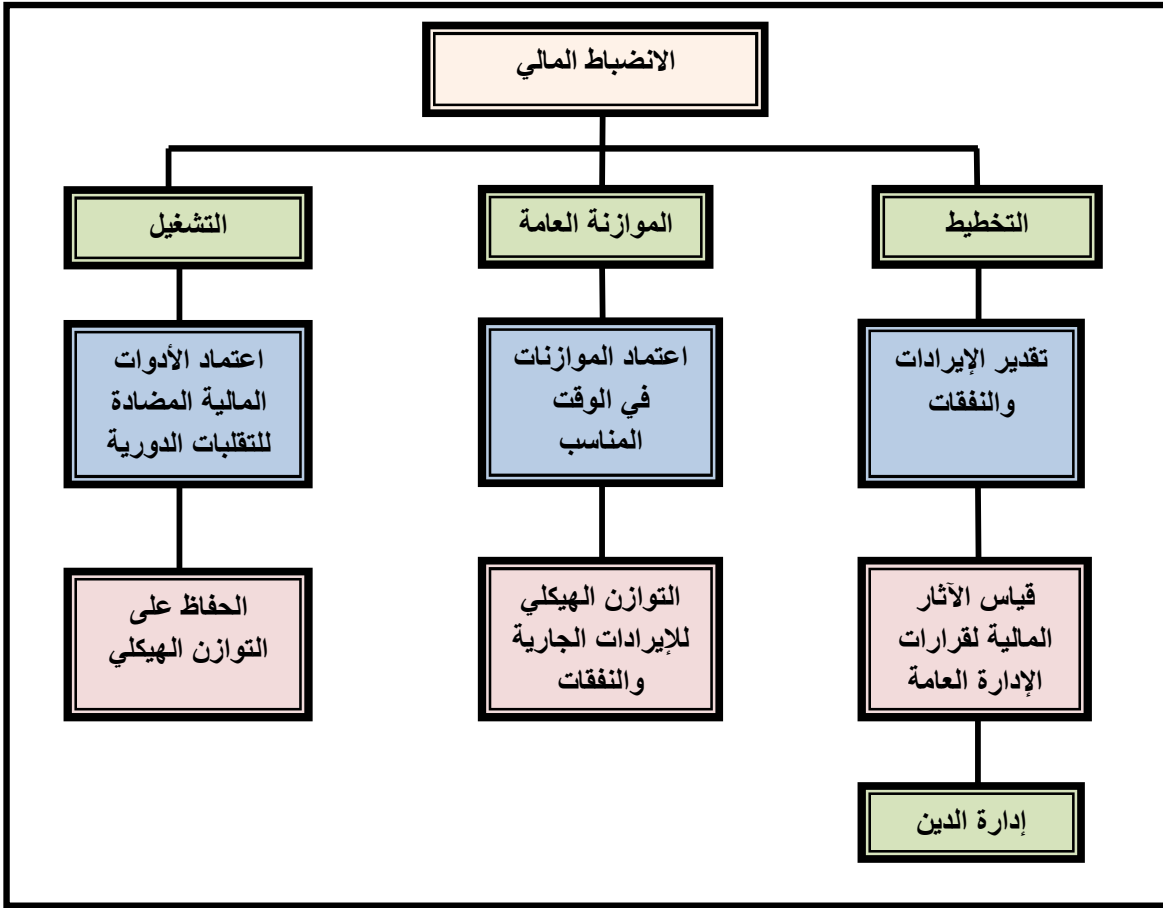 الانضباط المالي
التخطيط
الموازنة العامة
التشغيل
تقدير الإيرادات
والنفقات
اعتماد الموازنات
في الوقت
المناسب
اعتماد الأدوات
المالية المضادة
للتقلبات الدورية
قياس الآثار
المالية لقرارات
الإدارة العامة
التوازن الهيكلي
للإيرادات الجارية
والنفقات
الحفاظ على
التوازن الهيكلي
إدارة الدين